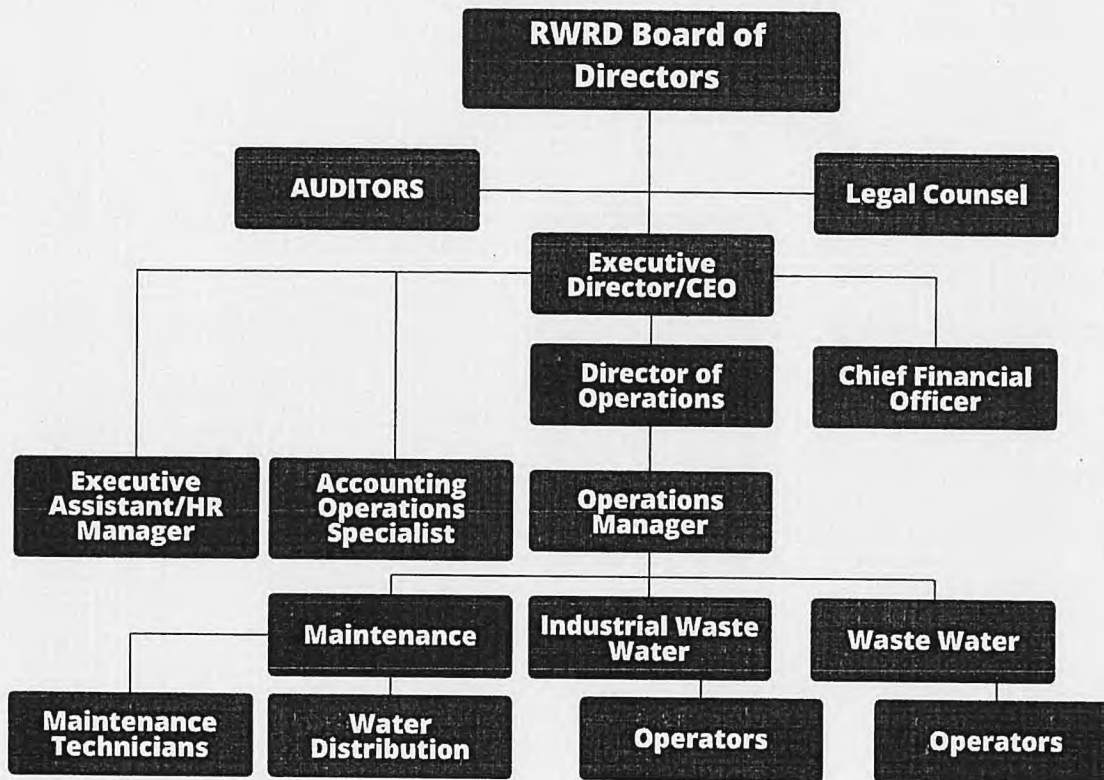 RWRD Board of
Directors
AUDITORS
Legal Counsel
Executive
Director/CEO
Director of
Operations
Chief Financial
Officer
Executive
Assistant/HR
Manager
Accounting
Operations
Specialist
Operations
Manager
Maintenance
Industrial Waste
Water
Waste Water
Maintenance
Technicians
Water
Distribution
Operators
Operators